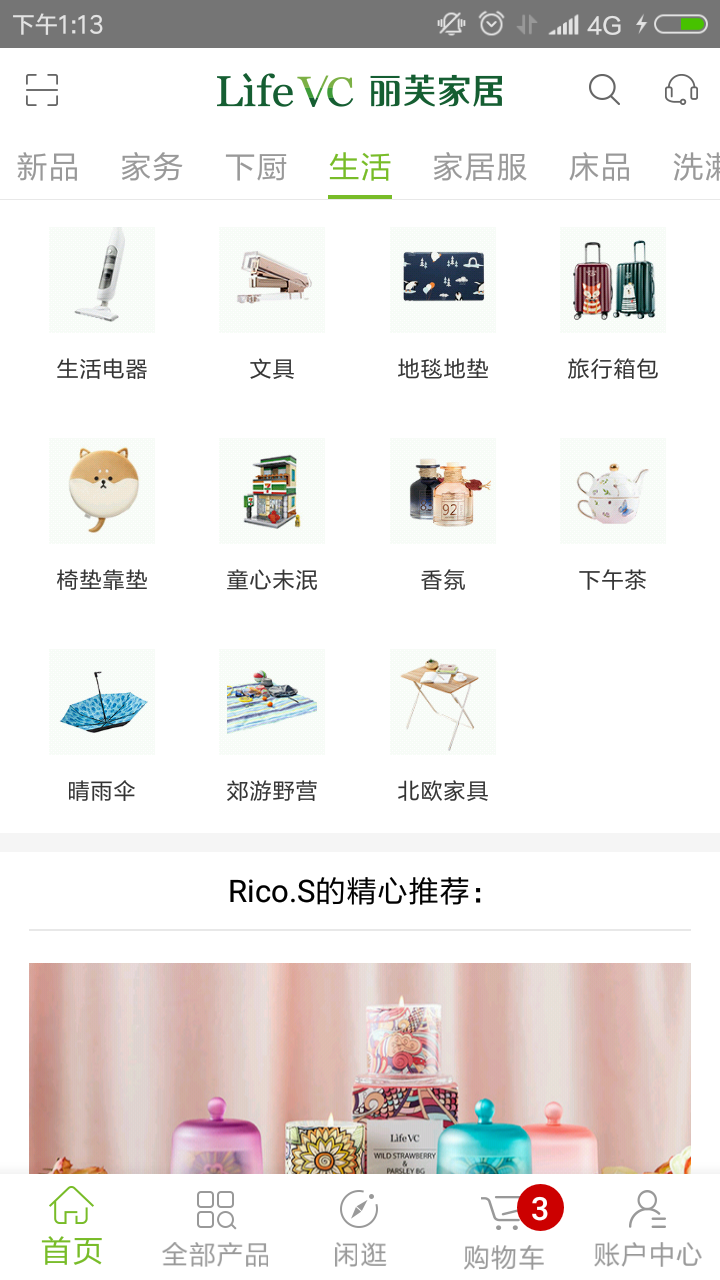 下午1:13
4G
LifeVC 丽芙家居
新品 家务 下厨 生活 家居服 床品 洗漱
生活电器 文具 地毯地垫 旅行箱包
92
椅垫靠垫 童心未泯 香氛 下午茶
晴雨伞 郊游野营 北欧家具
Rico.S的精心推荐：
LifeVC
WILD STRAWBERRY
&
PARSLEY BG
3
首页 全部产品 闲逛 购物车 账户中心